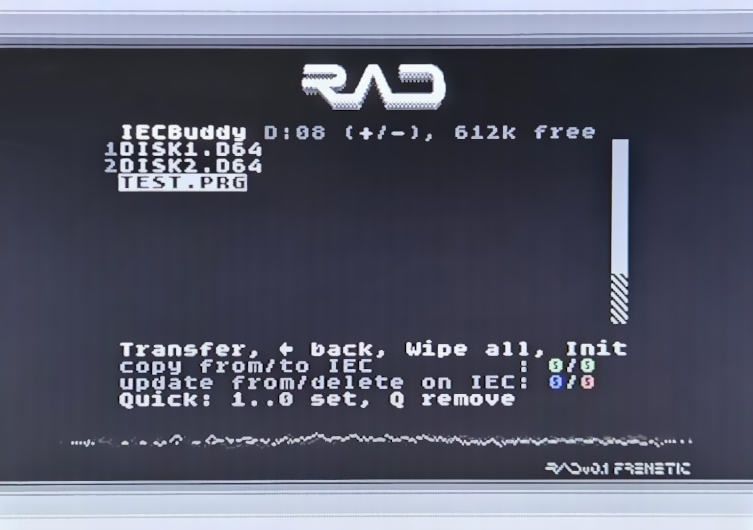 RAD
IECBuddy D:08 (+/-), 612k free
1DISK1.D64
2DISK2.D64
TEST.PRG
Transfer, ← back, Wipe all, Init
copy from/to IEC : 0/0
update from/delete on IEC: 0/0
Quick: 1..0 set, Q remove
RADv0.1 FRENETIC